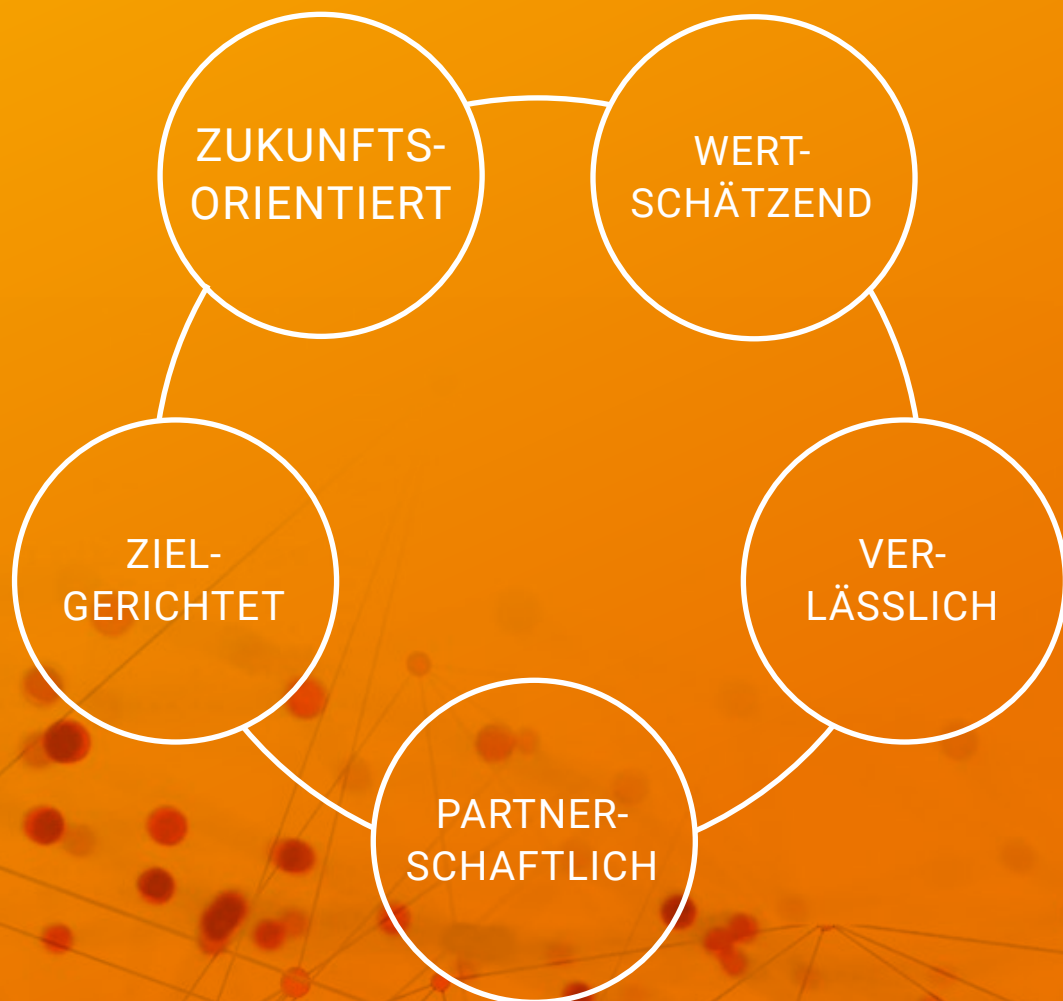 ZUKUNFTS-
ORIENTIERT
WERT-
SCHÄTZEND
ZIEL-
GERICHTET
VER-
LÄSSLICH
PARTNER-
SCHAFTLICH